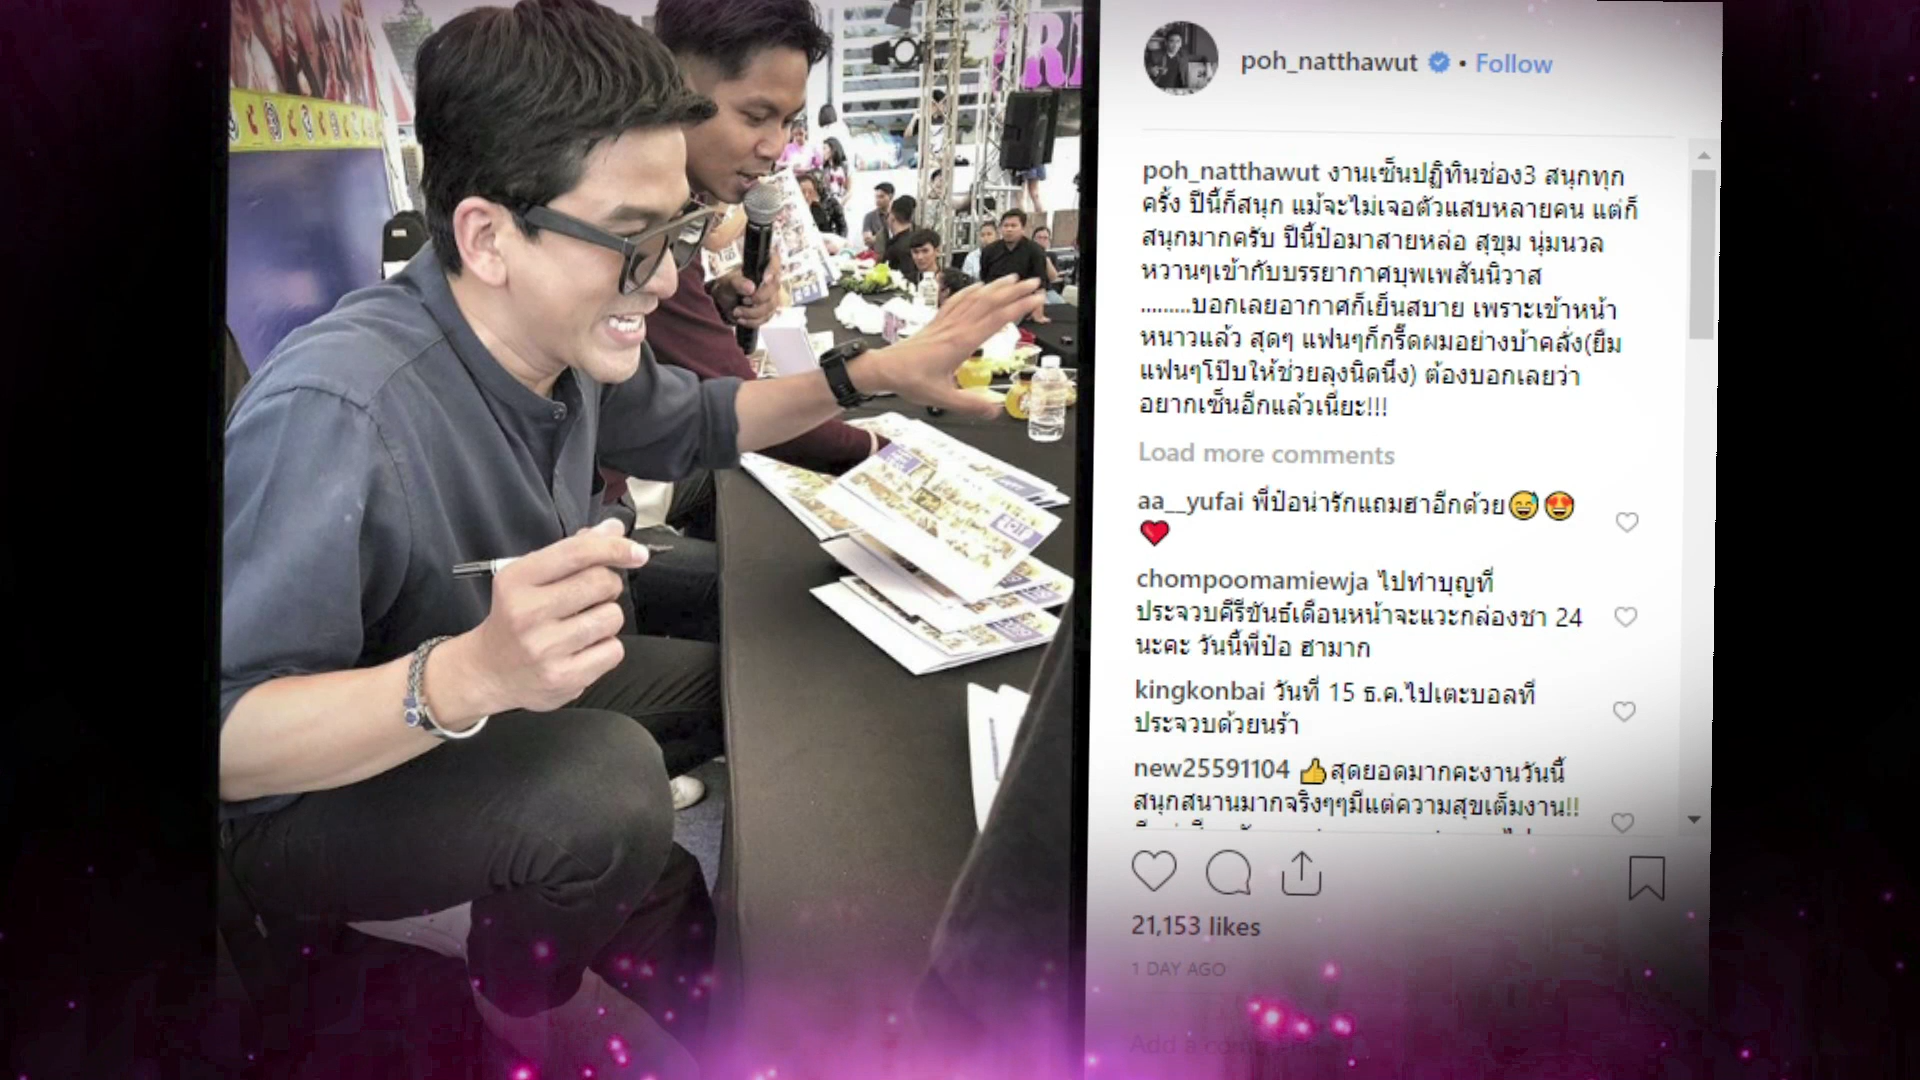 poh_natthawut • Follow
poh_natthawut งานเซ็นปฏิทินช่อง3 สนุกทุก
ครั้ง ปีนี้ก็สนุก แม้จะไม่เจอตัวแสบหลายคน แต่ก็
สนุกมากครับ ปีนี้ป๋อมาสายหล่อ สุขุม นุ่มนวล
หวานๆเข้ากับบรรยากาศบุพเพสันนิวาส
.........บอกเลยอากาศก็เย็นสบาย เพราะเข้าหน้า
หนาวแล้ว สุดๆ แฟนๆก็กรี๊ดผมอย่างบ้าคลั่ง(ยืม
แฟนๆโป๊บให้ช่วยลุงนิดนึง) ต้องบอกเลยว่า
อยากเซ็นอีกแล้วเนี่ยะ!!!
Load more comments
aa__yufai พี่ป๋อน่ารักแถมฮาอีกด้วย😅😍
❤️
chompoomamiewja ไปทำบุญที่
ประจวบคีรีขันธ์เดือนหน้าจะแวะกล่องชา 24
นะคะ วันนี้พี่ป๋อ ฮามาก
kingkonbai วันที่ 15 ธ.ค.ไปเตะบอลที่
ประจวบด้วยนร้า
new25591104 👍สุดยอดมากคะงานวันนี้
สนุกสนานมากจริงๆๆมีแต่ความสุขเต็มงาน!!
21,153 likes
1 DAY AGO
Add a